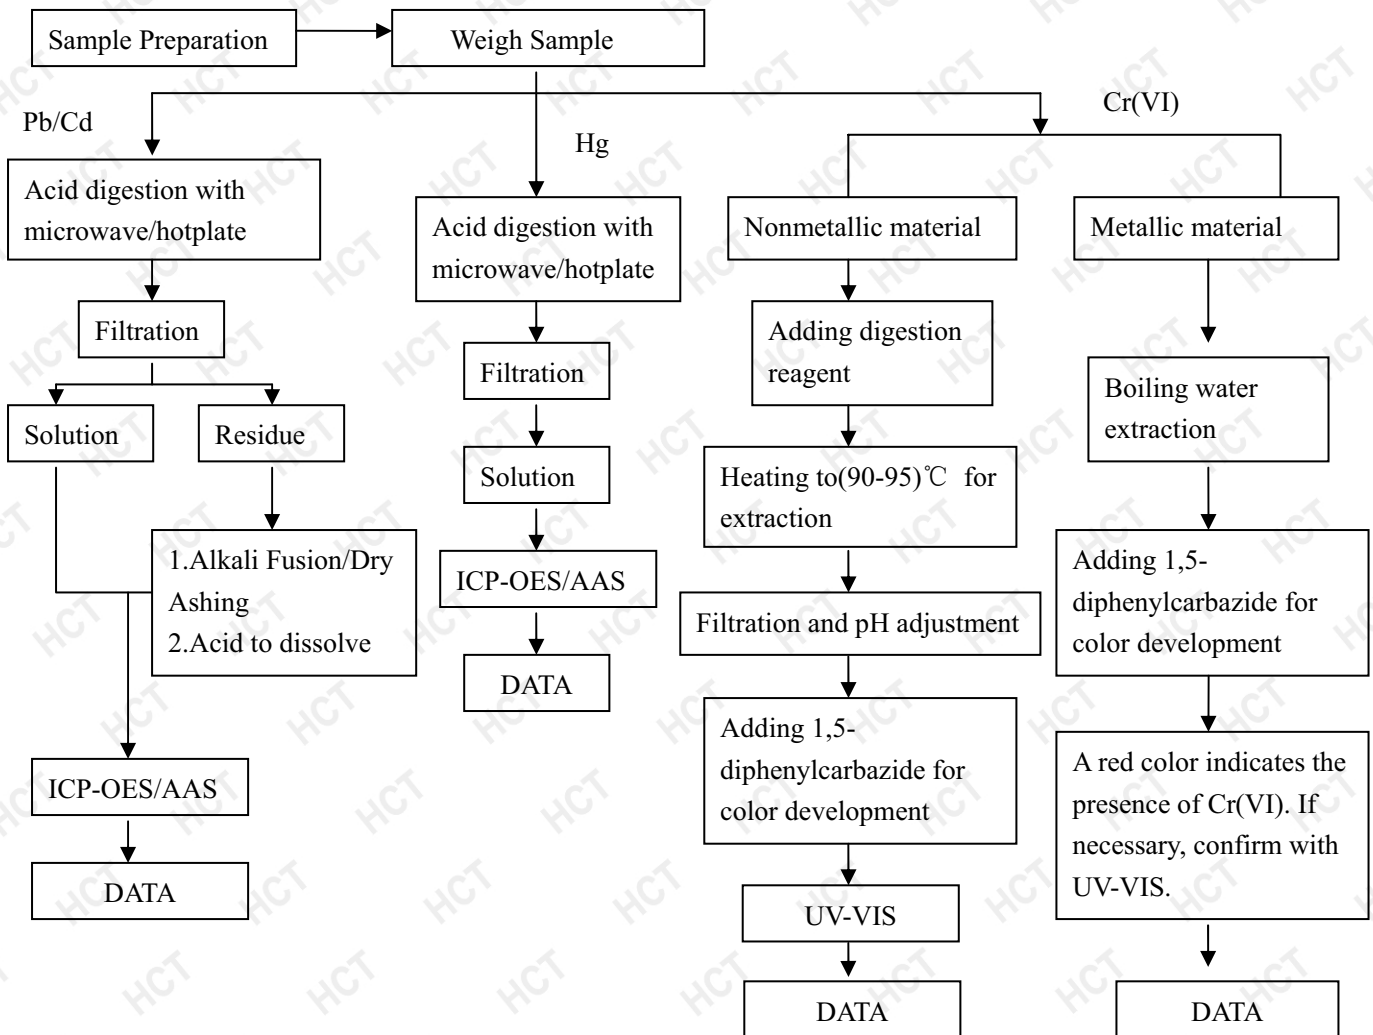 Sample Preparation
Weigh Sample
Pb/Cd
Hg
Cr(VI)
Acid digestion with
microwave/hotplate
Filtration
Solution
Residue
1.Alkali Fusion/Dry
Ashing
2.Acid to dissolve
ICP-OES/AAS
DATA
Acid digestion with
microwave/hotplate
Filtration
Solution
ICP-OES/AAS
DATA
Nonmetallic material
Adding digestion
reagent
Heating to(90-95)℃ for
extraction
Filtration and pH adjustment
Adding 1,5-
diphenylcarbazide for
color development
UV-VIS
DATA
Metallic material
Boiling water
extraction
Adding 1,5-
diphenylcarbazide for
color development
A red color indicates the
presence of Cr(VI). If
necessary, confirm with
UV-VIS.
DATA
HCT